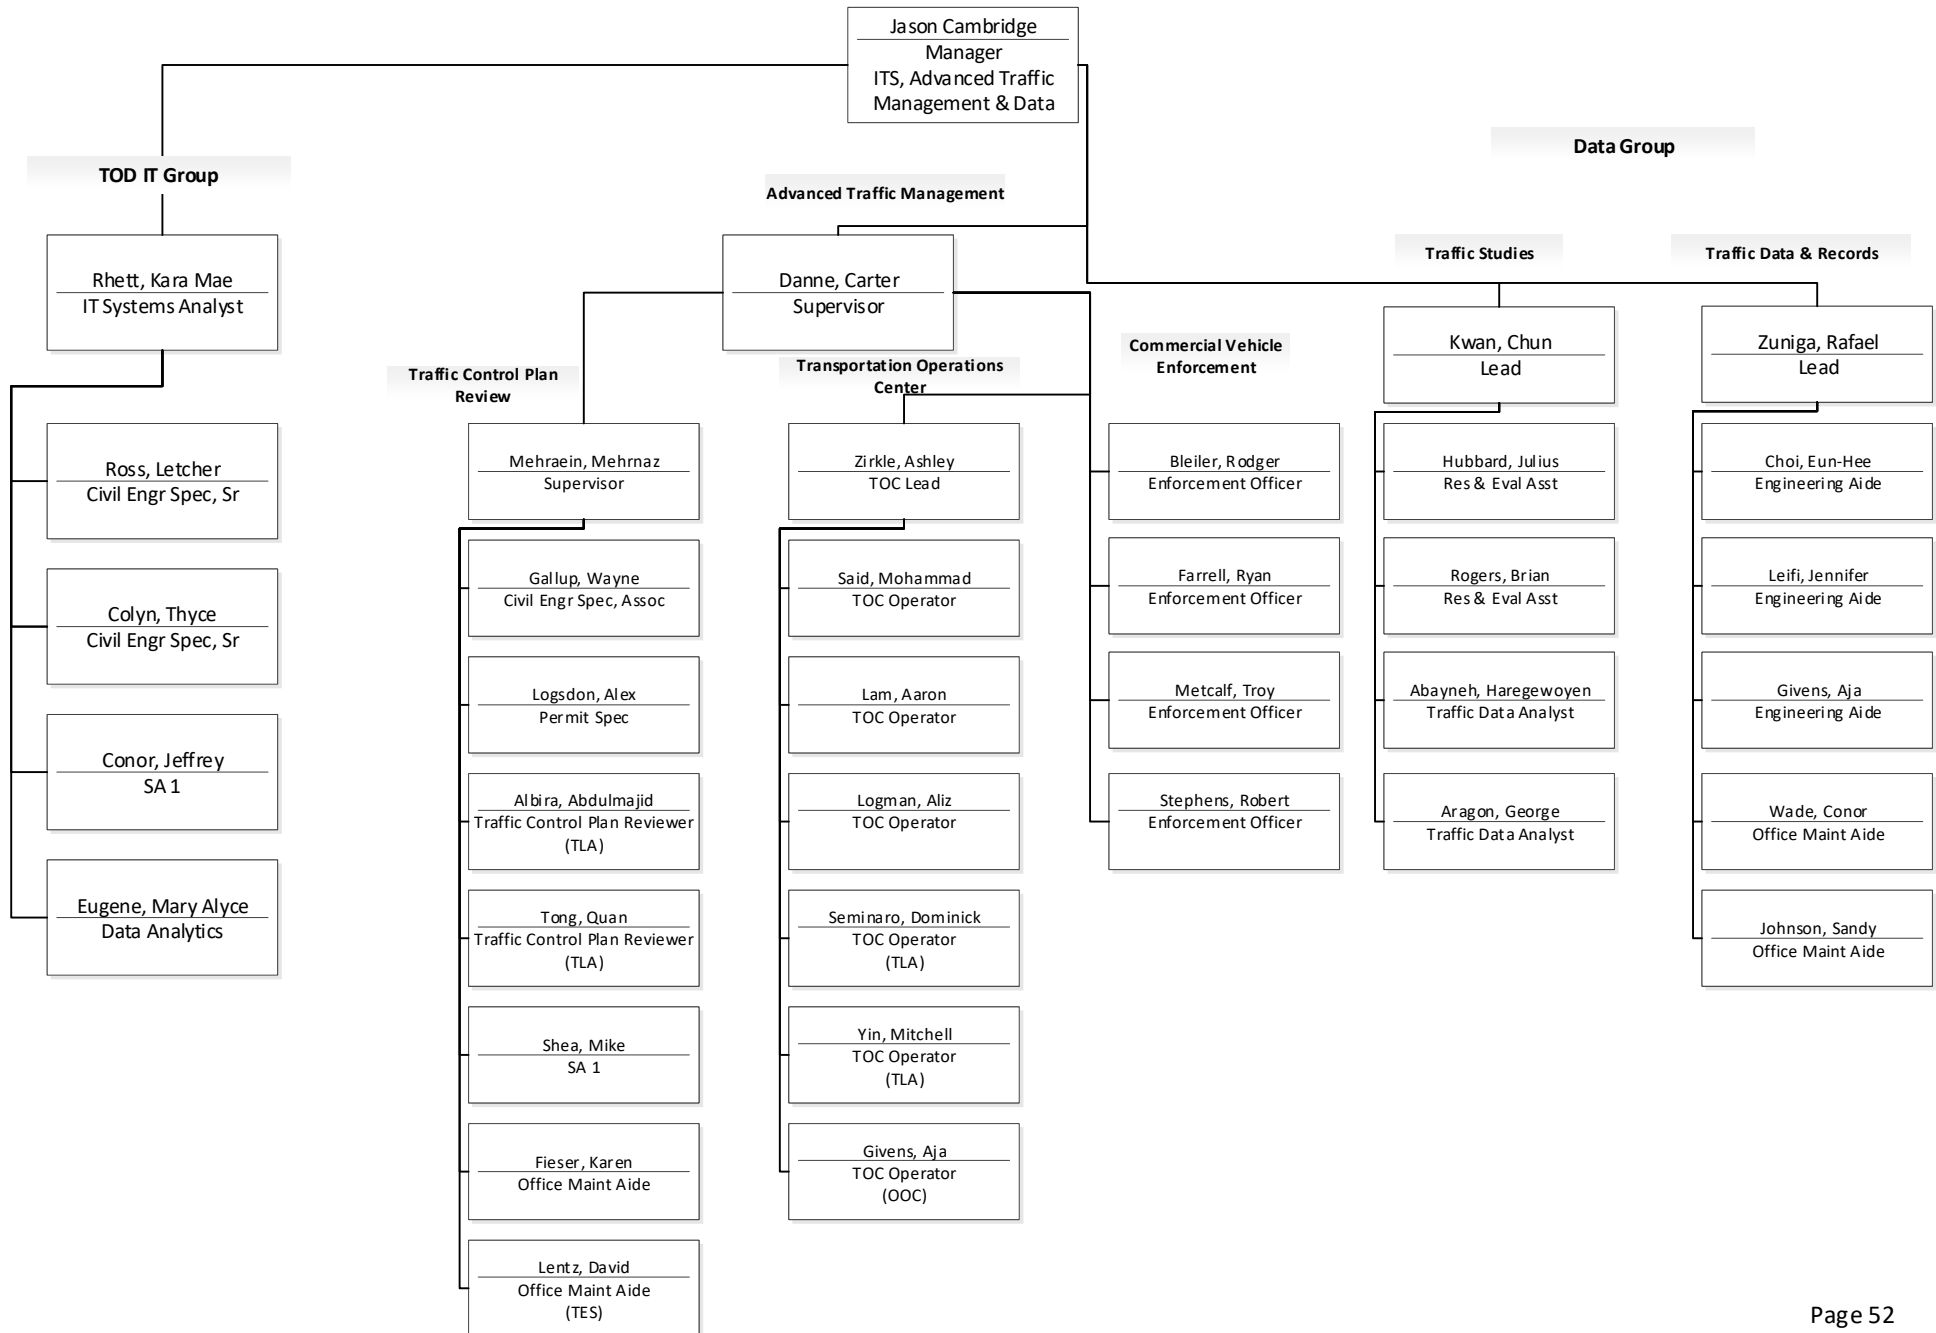 Jason Cambridge
Manager
ITS, Advanced Traffic
Management & Data
Data Group
TOD IT Group
Advanced Traffic Management
Traffic Studies
Traffic Data & Records
Rhett, Kara Mae
IT Systems Analyst
Danne, Carter
Supervisor
Kwan, Chun
Lead
Zuniga, Rafael
Lead
Traffic Control Plan
Review
Transportation Operations
Center
Commercial Vehicle
Enforcement
Ross, Letcher
Civil Engr Spec, Sr
Colyn, Thyce
Civil Engr Spec, Sr
Conor, Jeffrey
SA 1
Eugene, Mary Alyce
Data Analytics
Mehraein, Mehrnaz
Supervisor
Gallup, Wayne
Civil Engr Spec, Assoc
Logsdon, Alex
Permit Spec
Albira, Abdulmajid
Traffic Control Plan Reviewer
(TLA)
Tong, Quan
Traffic Control Plan Reviewer
(TLA)
Shea, Mike
SA 1
Fieser, Karen
Office Maint Aide
Lentz, David
Office Maint Aide
(TES)
Zirkle, Ashley
TOC Lead
Said, Mohammad
TOC Operator
Lam, Aaron
TOC Operator
Logman, Aliz
TOC Operator
Seminaro, Dominick
TOC Operator
(TLA)
Yin, Mitchell
TOC Operator
(TLA)
Givens, Aja
TOC Operator
(OOC)
Bleiler, Rodger
Enforcement Officer
Farrell, Ryan
Enforcement Officer
Metcalf, Troy
Enforcement Officer
Stephens, Robert
Enforcement Officer
Hubbard, Julius
Res & Eval Asst
Rogers, Brian
Res & Eval Asst
Abayneh, Haregewoyen
Traffic Data Analyst
Aragon, George
Traffic Data Analyst
Choi, Eun-Hee
Engineering Aide
Leifi, Jennifer
Engineering Aide
Givens, Aja
Engineering Aide
Wade, Conor
Office Maint Aide
Johnson, Sandy
Office Maint Aide
Page 52